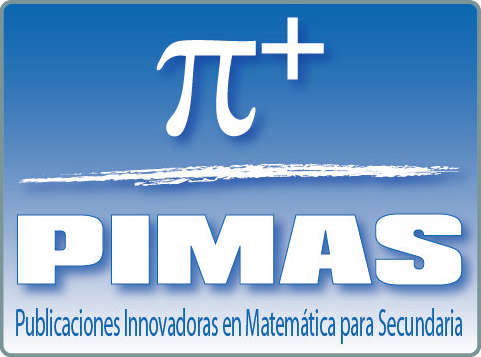 π+
PIMAS
Publicaciones Innovadoras en Matemática para Secundaria